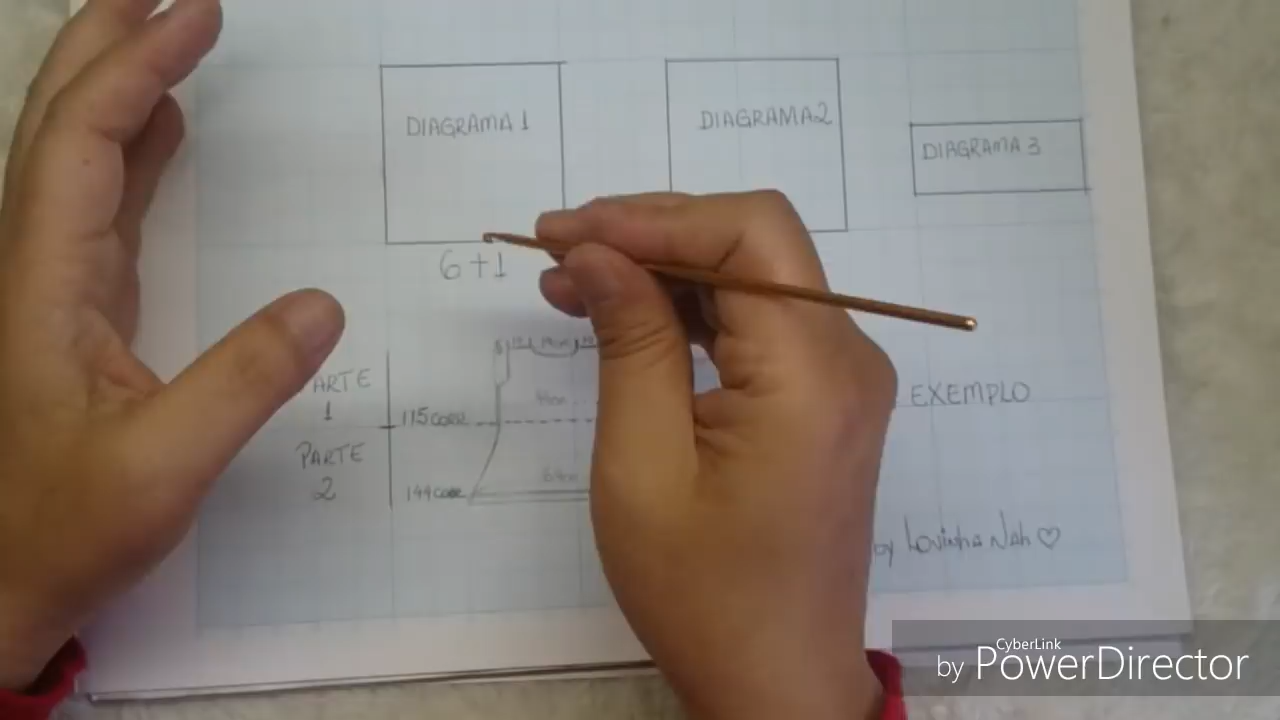 DIAGRAMA 1
DIAGRAMA 2
DIAGRAMA 3
6+1
PARTE
1
115 CORR
EXEMPLO
PARTE
2
144 CORR
by Lovinha Nah ♡
CyberLink
by PowerDirector